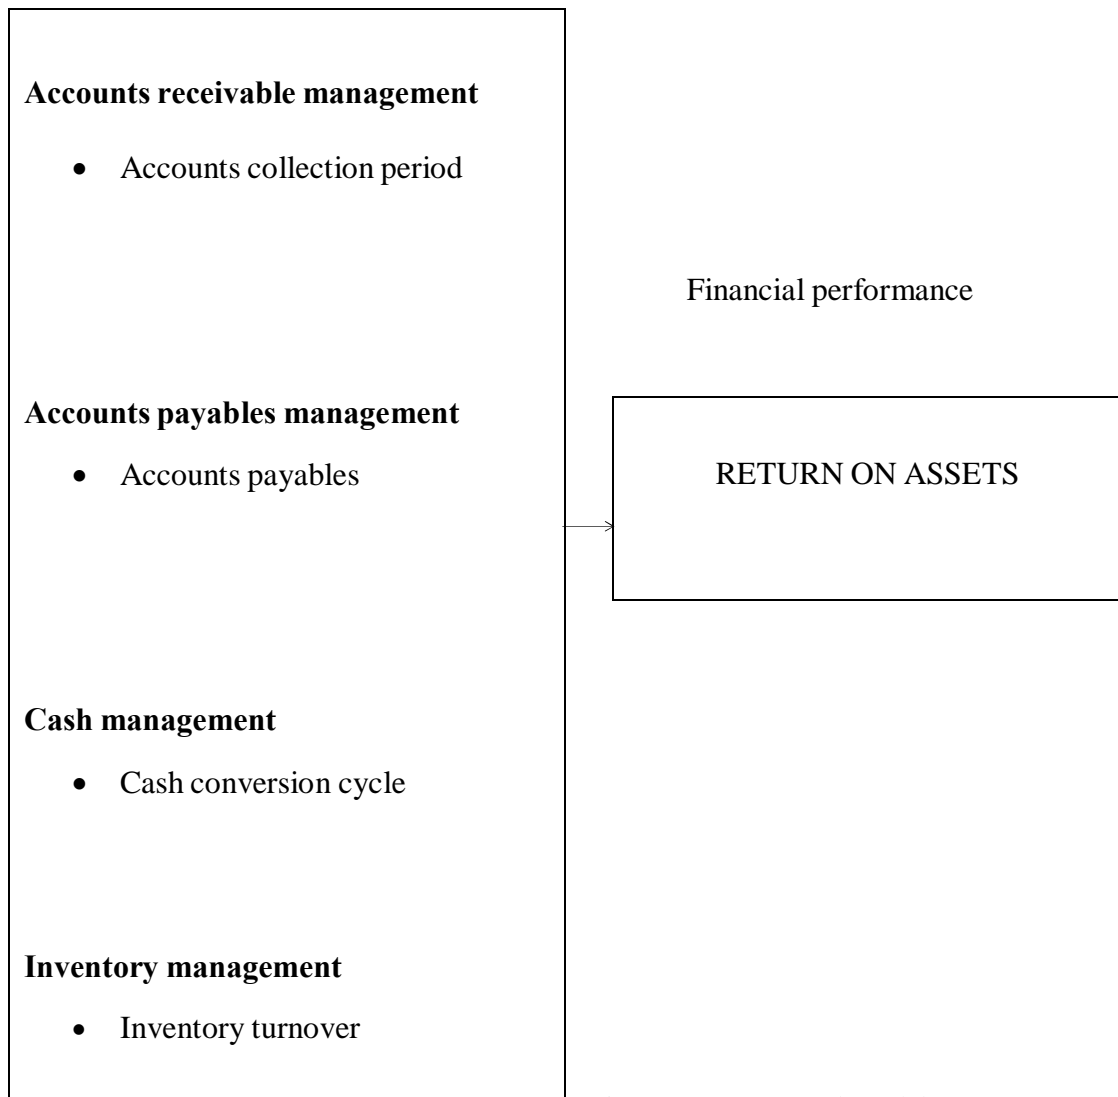 Accounts receivable management
• Accounts collection period
Financial performance
Accounts payables management
• Accounts payables
RETURN ON ASSETS
Cash management
• Cash conversion cycle
Inventory management
• Inventory turnover